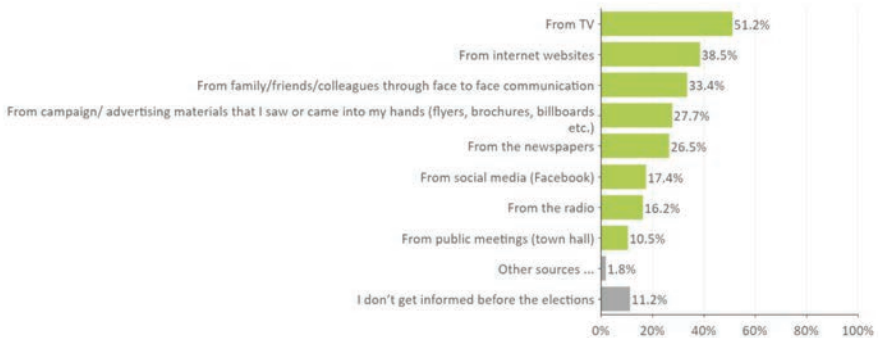 From TV 51.2%
From internet websites 38.5%
From family/friends/colleagues through face to face communication 33.4%
From campaign/ advertising materials that I saw or came into my hands (flyers, brochures, billboards
etc.) 27.7%
From the newspapers 26.5%
From social media (Facebook) 17.4%
From the radio 16.2%
From public meetings (town hall) 10.5%
Other sources ... 1.8%
I don't get informed before the elections 11.2%
0% 20% 40% 60% 80% 100%